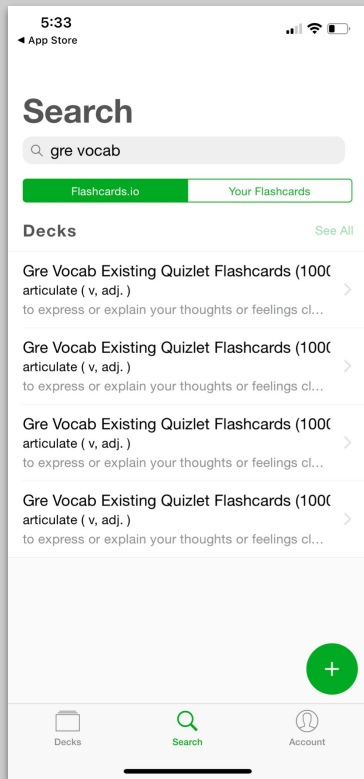 5:33
◀ App Store
Search
gre vocab
Flashcards.io
Your Flashcards
Decks
See All
Gre Vocab Existing Quizlet Flashcards (100
articulate ( v, adj. )
to express or explain your thoughts or feelings cl...
Gre Vocab Existing Quizlet Flashcards (100
articulate ( v, adj. )
to express or explain your thoughts or feelings cl...
Gre Vocab Existing Quizlet Flashcards (100
articulate ( v, adj. )
to express or explain your thoughts or feelings cl...
Gre Vocab Existing Quizlet Flashcards (100
articulate ( v, adj. )
to express or explain your thoughts or feelings cl...
+
Decks
Search
Account